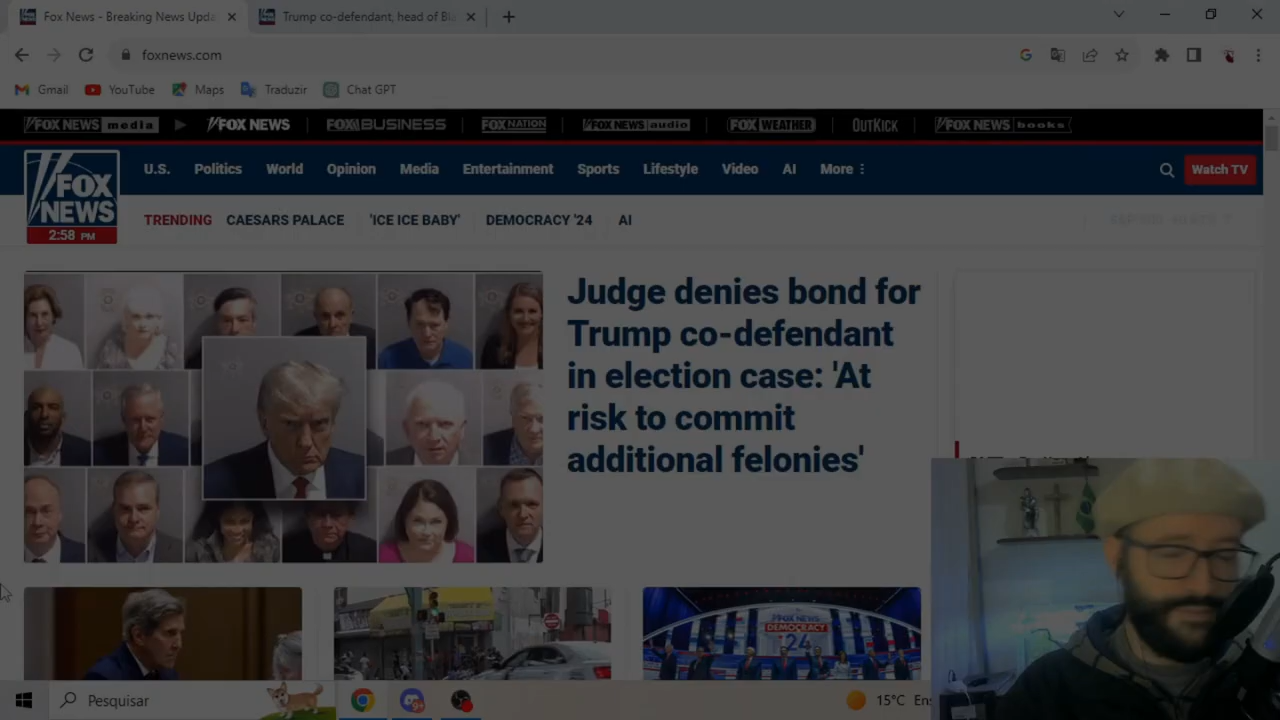 Fox News - Breaking News Upda
Trump co-defendant, head of Bla
foxnews.com
Gmail
YouTube
Maps
Traduzir
Chat GPT
FOX NEWS media
FOX NEWS
FOX BUSINESS
FOX NATION
FOX NEWS audio
FOX WEATHER
OUTKICK
FOX NEWS books
FOX NEWS
2:58 PM
U.S.
Politics
World
Opinion
Media
Entertainment
Sports
Lifestyle
Video
AI
More
Watch TV
TRENDING
CAESARS PALACE
'ICE ICE BABY'
DEMOCRACY '24
AI
Judge denies bond for
Trump co-defendant
in election case: 'At
risk to commit
additional felonies'
FOX NEWS
DEMOCRACY
24
Pesquisar
9+
15°C Ens